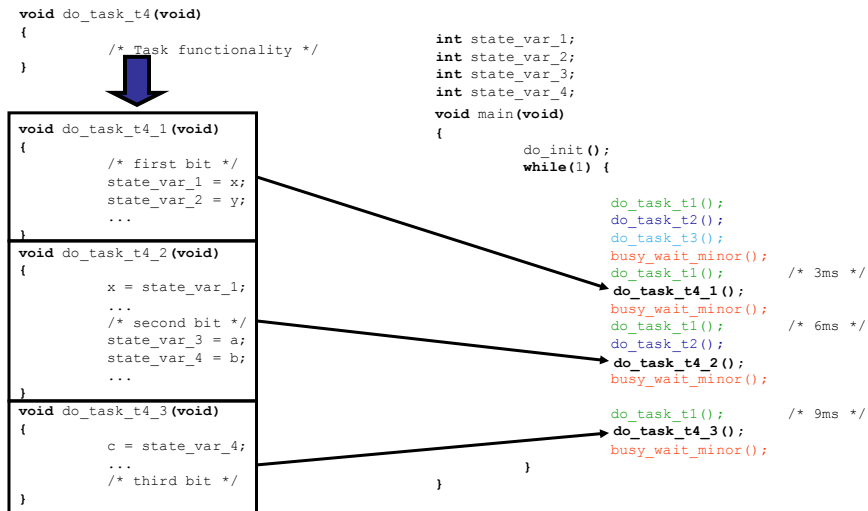 void do_task_t4(void)
{
/* Task functionality */
}
void do_task_t4_1(void)
{
/* first bit */
state_var_1 = x;
state_var_2 = y;
...
}
void do_task_t4_2(void)
{
x = state_var_1;
...
/* second bit */
state_var_3 = a;
state_var_4 = b;
...
}
void do_task_t4_3(void)
{
c = state_var_4;
...
/* third bit */
}
int state_var_1;
int state_var_2;
int state_var_3;
int state_var_4;
void main(void)
{
do_init();
while(1) {
do_task_t1();
do_task_t2();
do_task_t3();
busy_wait_minor();
do_task_t1(); /* 3ms */
do_task_t4_1();
busy_wait_minor();
do_task_t1(); /* 6ms */
do_task_t2();
do_task_t4_2();
busy_wait_minor();
do_task_t1(); /* 9ms */
do_task_t4_3();
busy_wait_minor();
}
}